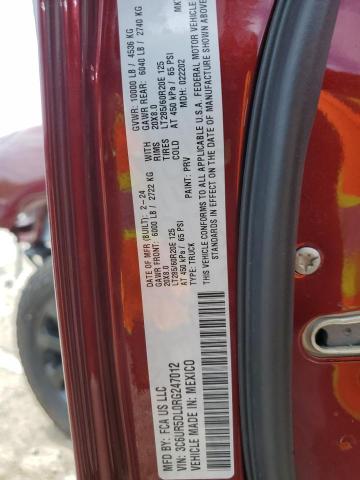 MFD BY: FCA US LLC
VIN: 3C6UR5DL0RG247012
VEHICLE MADE IN: MEXICO
DATE OF MFR (BUILT): 2-24
GAWR FRONT: 6000 LB / 2722 KG
20X8.0
LT285/60R20E 125
AT 450 kPa / 65 PSI
TYPE: TRUCK
WITH
RIMS
TIRES
COLD
PAINT: PRV
GVWR: 10000 LB / 4536 KG
GAWR REAR: 6040 LB / 2740 KG
20X8.0
LT285/60R20E 125
AT 450 kPa / 65 PSI
MDH: 022202
THIS VEHICLE CONFORMS TO ALL APPLICABLE U.S.A. FEDERAL MOTOR VEHICLE
STANDARDS IN EFFECT ON THE DATE OF MANUFACTURE